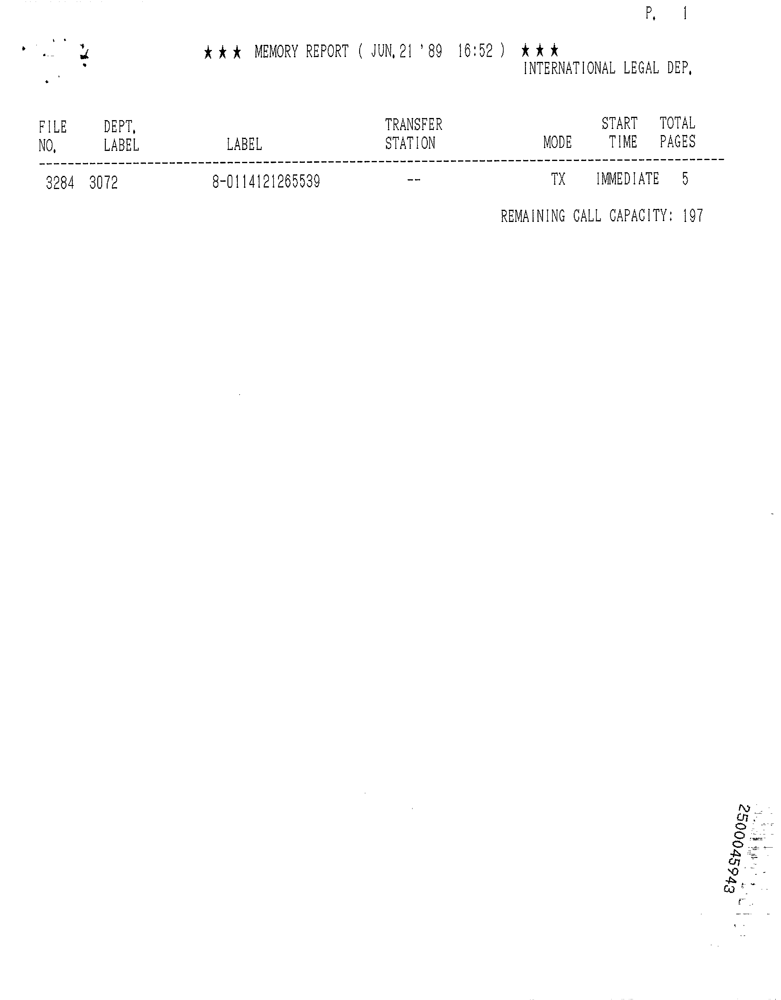 P. 1
★★★ MEMORY REPORT ( JUN.21 '89 16:52 ) ★★★
INTERNATIONAL LEGAL DEP.
FILE DEPT. TRANSFER START TOTAL
NO. LABEL LABEL STATION MODE TIME PAGES
3284 3072 8-0114121265539 -- TX IMMEDIATE 5
REMAINING CALL CAPACITY: 197
2500045943